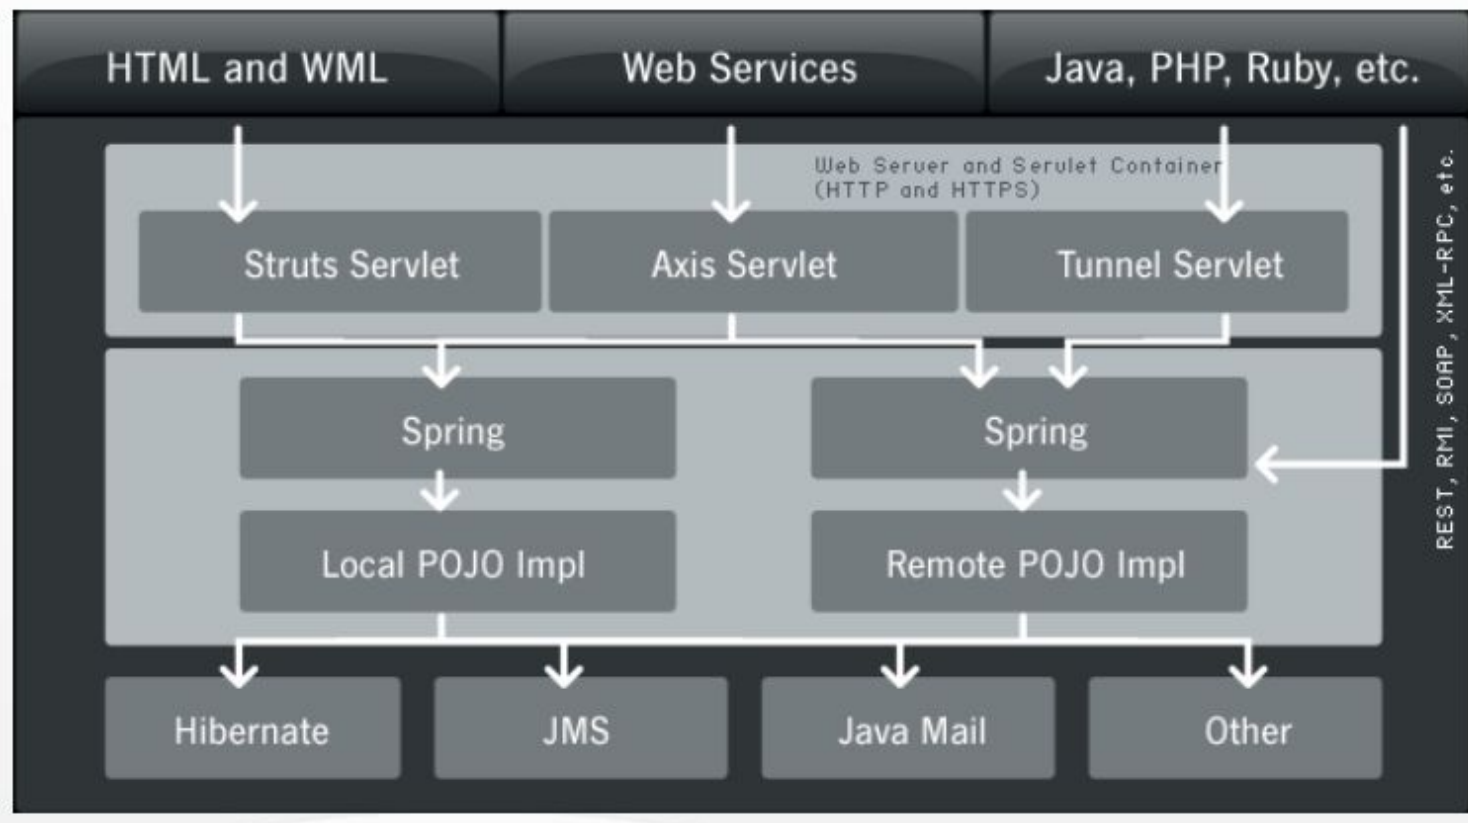 HTML and WML
Web Services
Java, PHP, Ruby, etc.
Web Server and Servlet Container
(HTTP and HTTPS)
Struts Servlet
Axis Servlet
Tunnel Servlet
REST, RMI, SOAP, XML-RPC, etc.
Spring
Spring
Local POJO Impl
Remote POJO Impl
Hibernate
JMS
Java Mail
Other